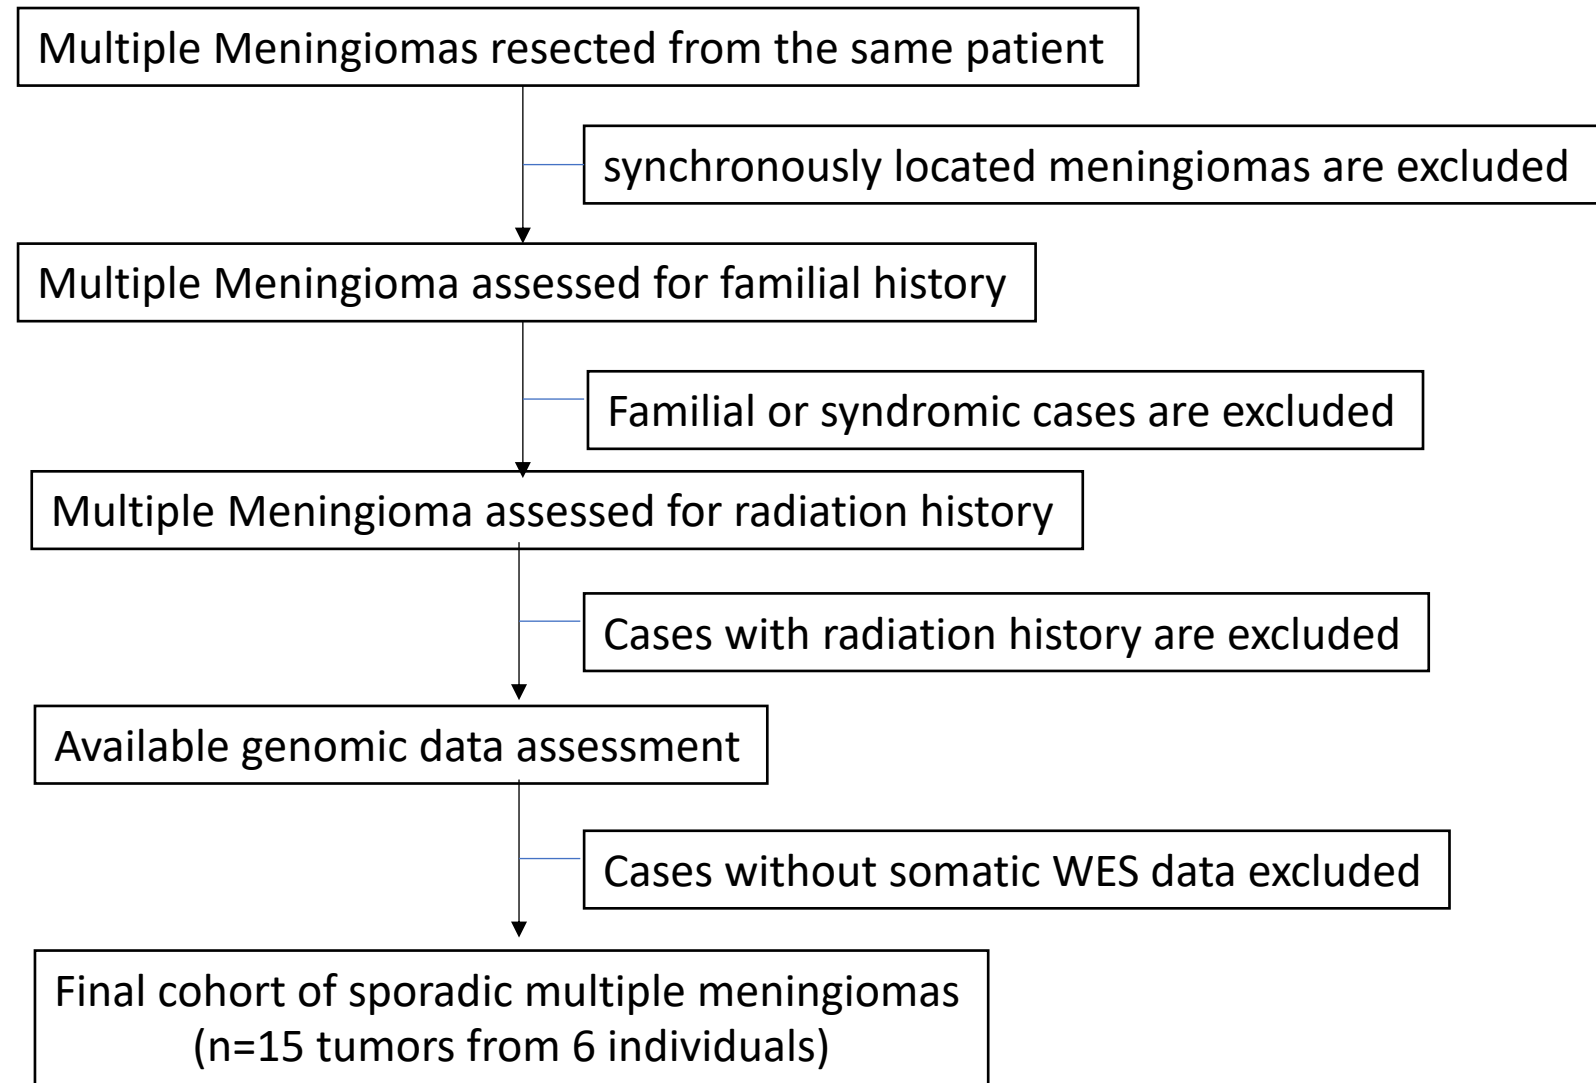 Multiple Meningiomas resected from the same patient
synchronously located meningiomas are excluded
Multiple Meningioma assessed for familial history
Familial or syndromic cases are excluded
Multiple Meningioma assessed for radiation history
Cases with radiation history are excluded
Available genomic data assessment
Cases without somatic WES data excluded
Final cohort of sporadic multiple meningiomas
(n=15 tumors from 6 individuals)